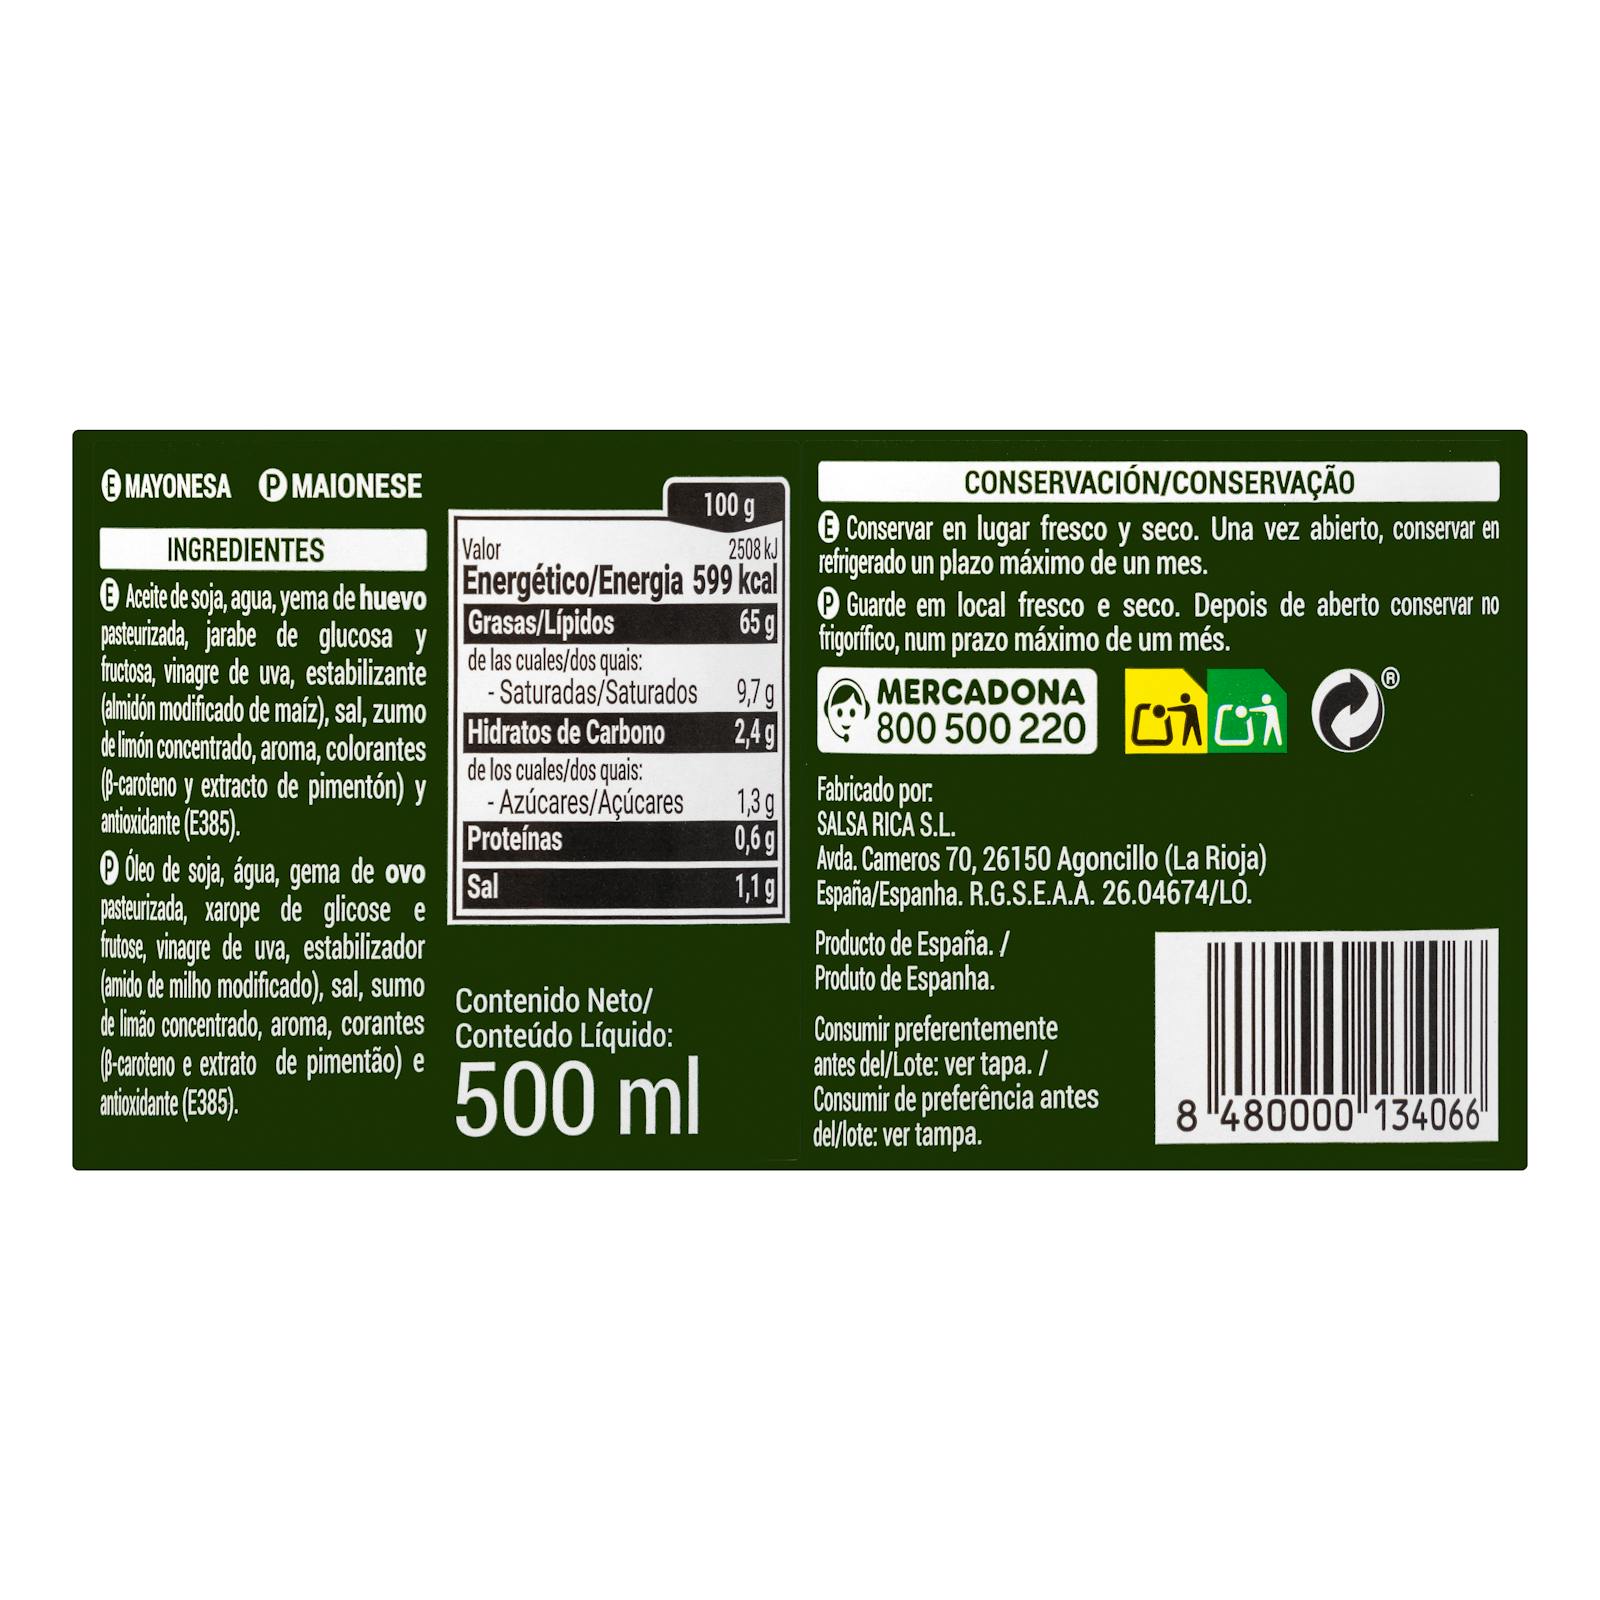 E MAYONESA P MAIONESE
INGREDIENTES
E Aceite de soja, agua, yema de huevo
pasteurizada, jarabe de glucosa y
fructosa, vinagre de uva, estabilizante
(almidón modificado de maíz), sal, zumo
de limón concentrado, aroma, colorantes
(β-caroteno y extracto de pimentón) y
antioxidante (E385).
P Óleo de soja, água, gema de ovo
pasteurizada, xarope de glicose e
frutose, vinagre de uva, estabilizador
(amido de milho modificado), sal, sumo
de limão concentrado, aroma, corantes
(β-caroteno e extrato de pimentão) e
antioxidante (E385).
100 g
Valor 2508 kJ
Energético/Energia 599 kcal
Grasas/Lípidos 65 g
de las cuales/dos quais:
- Saturadas/Saturados 9,7 g
Hidratos de Carbono 2,4 g
de los cuales/dos quais:
- Azúcares/Açúcares 1,3 g
Proteínas 0,6 g
Sal 1,1 g
Contenido Neto/
Conteúdo Líquido:
500 ml
CONSERVACIÓN/CONSERVAÇÃO
E Conservar en lugar fresco y seco. Una vez abierto, conservar en
refrigerado un plazo máximo de un mes.
P Guarde em local fresco e seco. Depois de aberto conservar no
frigorífico, num prazo máximo de um més.
MERCADONA
800 500 220
®
Fabricado por:
SALSA RICA S.L.
Avda. Cameros 70, 26150 Agoncillo (La Rioja)
España/Espanha. R.G.S.E.A.A. 26.04674/LO.
Producto de España. /
Produto de Espanha.
Consumir preferentemente
antes del/Lote: ver tapa. /
Consumir de preferência antes
del/lote: ver tampa.
8 480000 134066